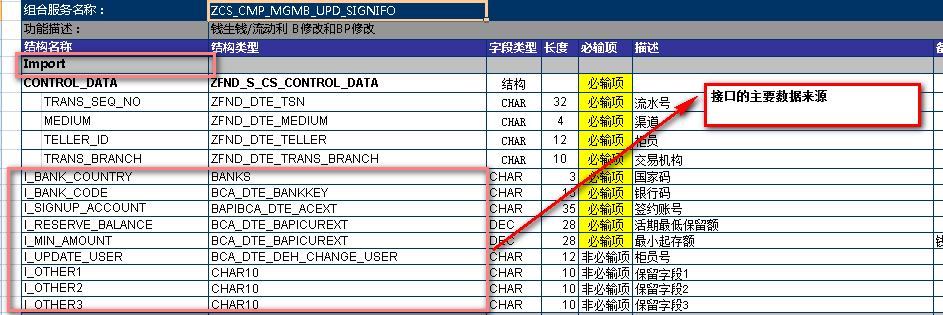 组合服务名称： ZCS_CMP_MGMB_UPD_SIGNIFO
功能描述： 钱生钱/流动利 B修改和BP修改
结构名称 结构类型 字段类型 长度 必输项 描述
Import
CONTROL_DATA ZFND_S_CS_CONTROL_DATA 结构 必输项
TRANS_SEQ_NO ZFND_DTE_TSN CHAR 32 必输项 流水号
MEDIUM ZFND_DTE_MEDIUM CHAR 4 必输项 渠道
TELLER_ID ZFND_DTE_TELLER CHAR 12 必输项 柜员
TRANS_BRANCH ZFND_DTE_TRANS_BRANCH CHAR 10 必输项 交易机构
I_BANK_COUNTRY BANKS CHAR 3 必输项 国家码
I_BANK_CODE BCA_DTE_BANKKEY CHAR 必输项 银行码
I_SIGNUP_ACCOUNT BAPIBCA_DTE_ACEXT CHAR 35 必输项 签约账号
I_RESERVE_BALANCE BCA_DTE_BAPICUREXT DEC 28 必输项 活期最低保留额
I_MIN_AMOUNT BCA_DTE_BAPICUREXT DEC 28 必输项 最小起存额
I_UPDATE_USER BCA_DTE_DEH_CHANGE_USER CHAR 12 非必输项 柜员号
I_OTHER1 CHAR10 CHAR 10 非必输项 保留字段1
I_OTHER2 CHAR10 CHAR 10 非必输项 保留字段2
I_OTHER3 CHAR10 CHAR 10 非必输项 保留字段3
接口的主要数据来源